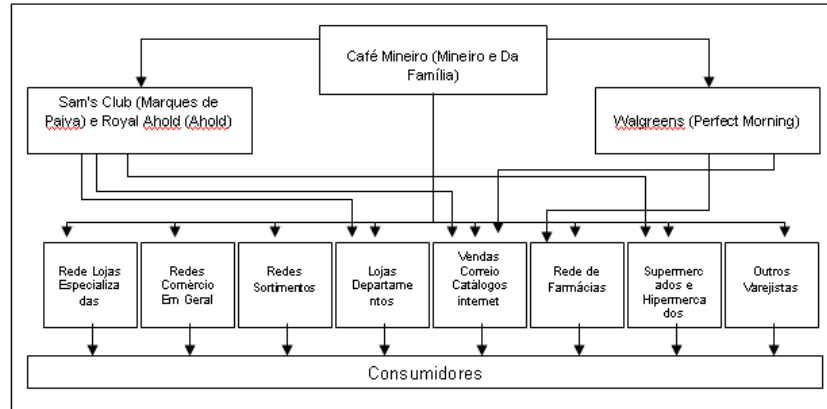 Café Mineiro (Mineiro e Da
Família)
Sam's Club (Marques de
Paiva) e Royal Ahold (Ahold)
Walgreens (Perfect Morning)
Rede Lojas
Especializa
das
Redes
Comércio
Em Geral
Redes
Sortimentos
Lojas
Departame
ntos
Vendas
Correio
Catálogos
internet
Rede de
Farmácias
Supermerc
ados e
Hipermerca
dos
Outros
Varejistas
Consumidores